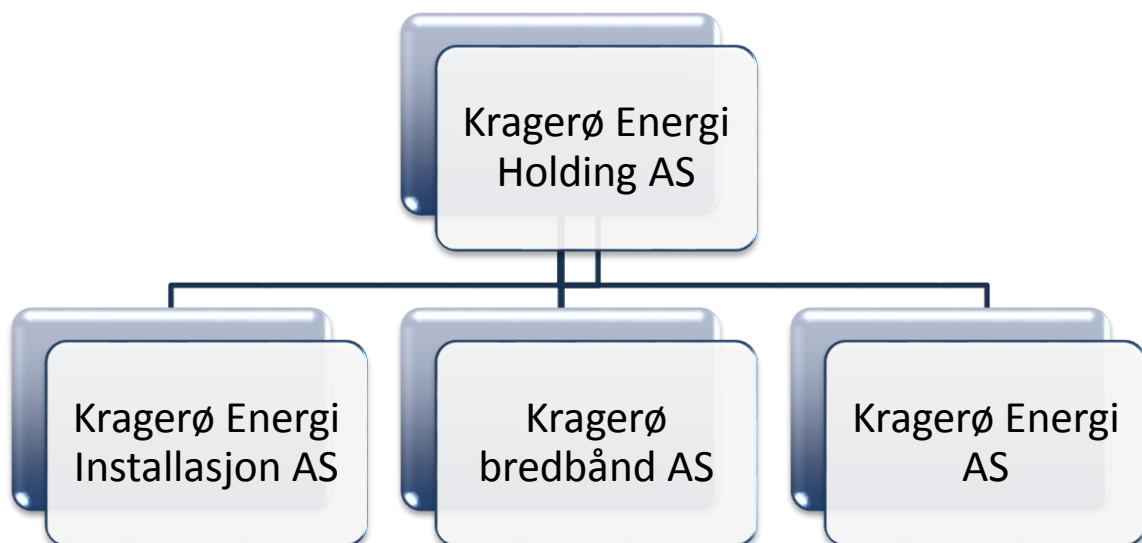 Kragerø Energi
Holding AS
Kragerø Energi
Installasjon AS
Kragerø
bredbånd AS
Kragerø Energi
AS